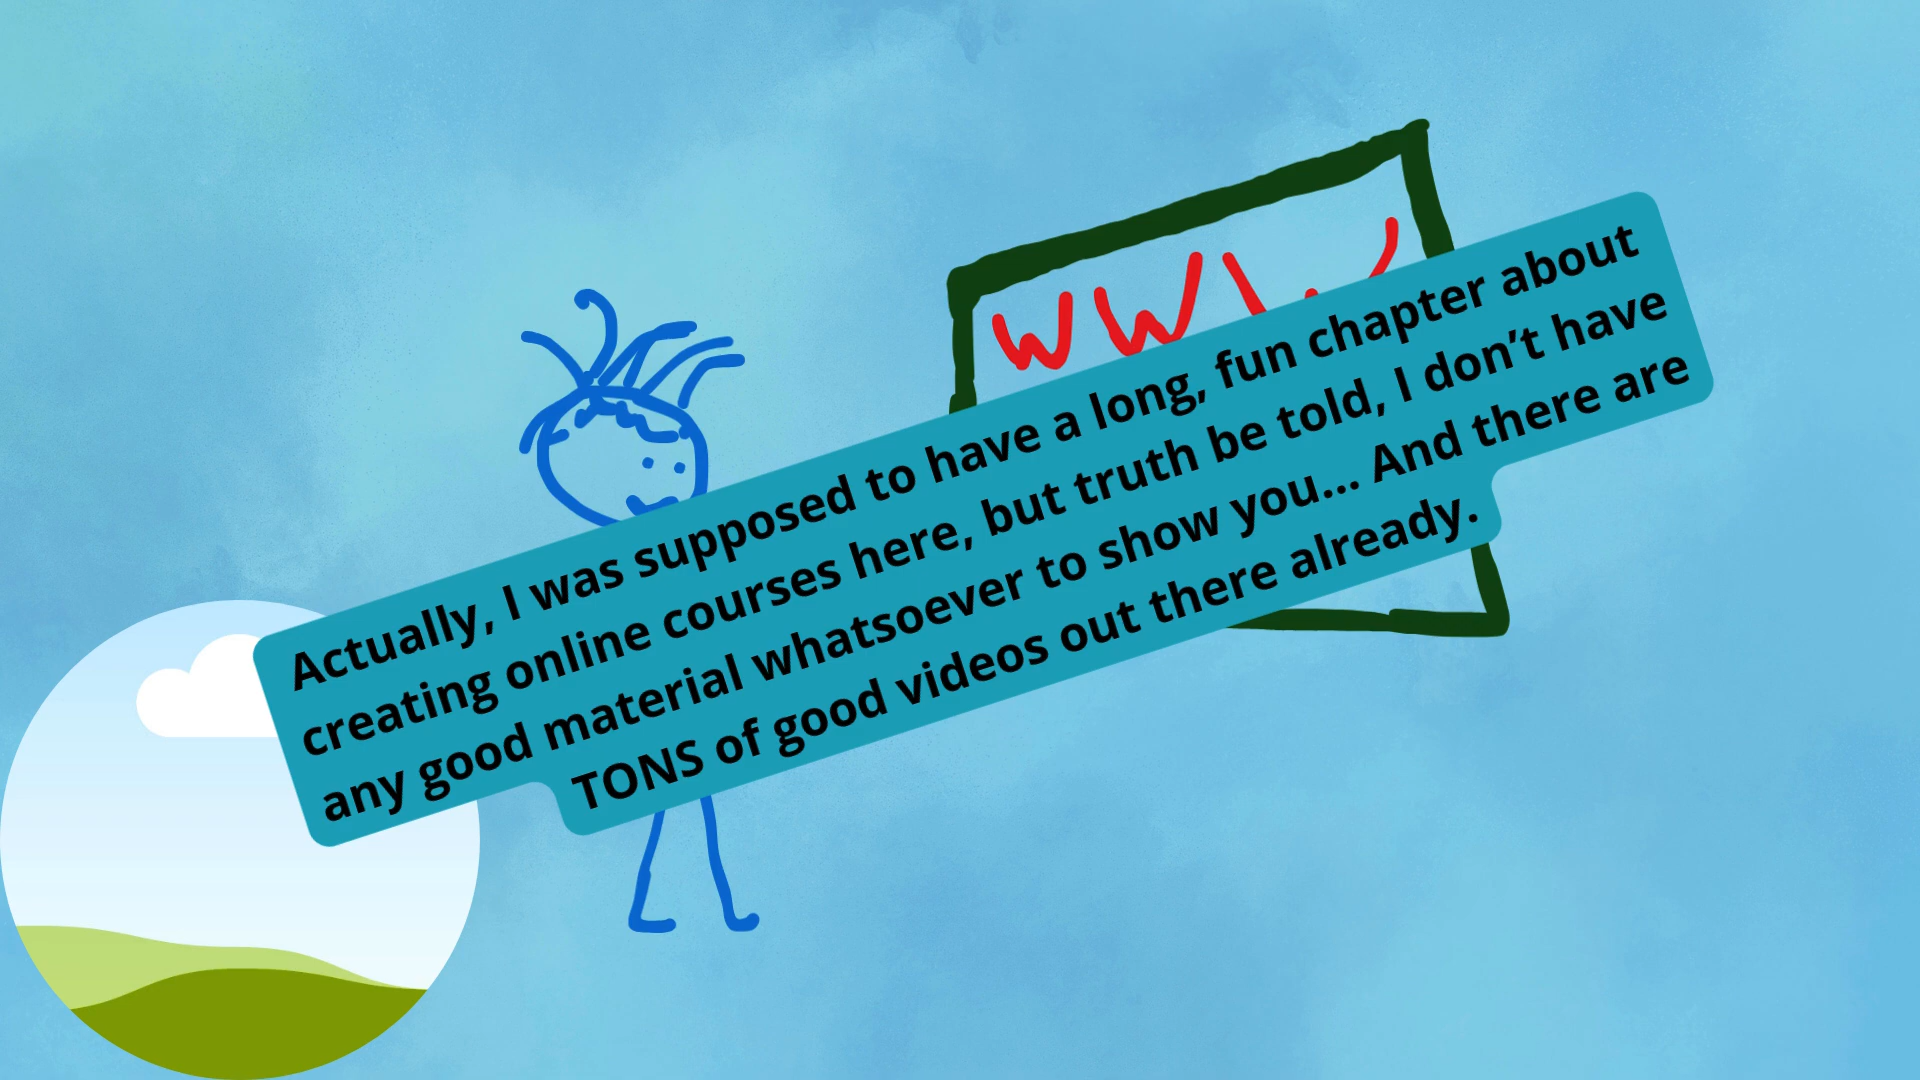 WWW
Actually, I was supposed to have a long, fun chapter about
creating online courses here, but truth be told, I don’t have
any good material whatsoever to show you... And there are
TONS of good videos out there already.